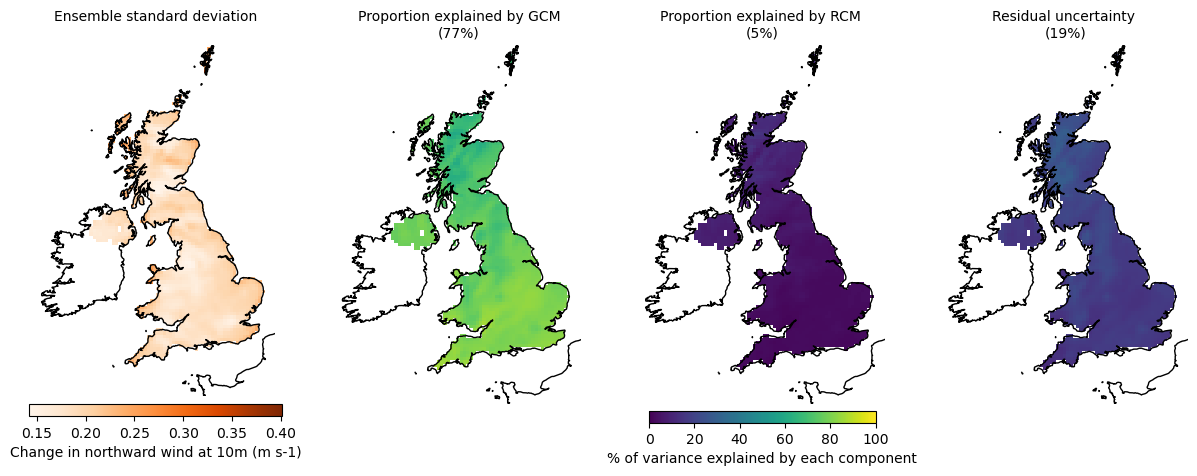 Ensemble standard deviation
Proportion explained by GCM
(77%)
Proportion explained by RCM
(5%)
Residual uncertainty
(19%)
0.15 0.20 0.25 0.30 0.35 0.40
Change in northward wind at 10m (m s-1)
0 20 40 60 80 100
% of variance explained by each component